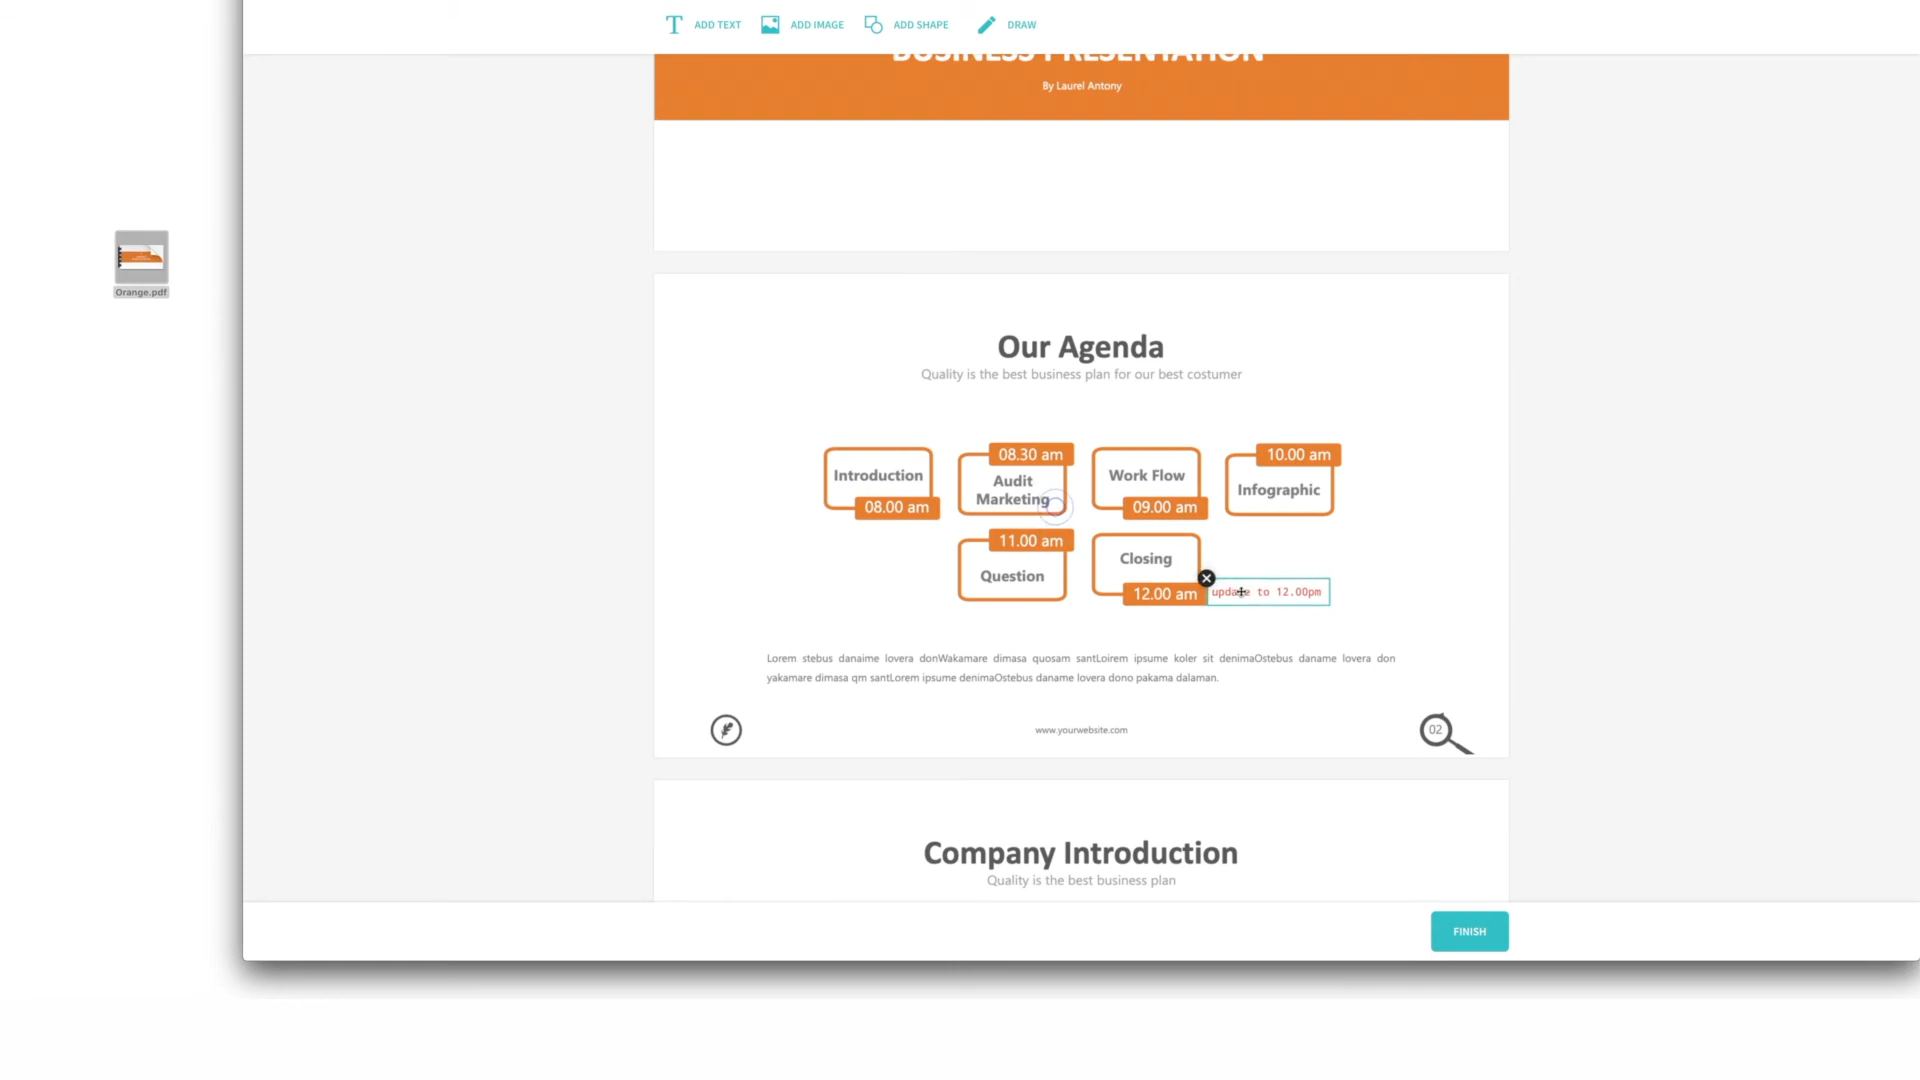 ADD TEXT ADD IMAGE ADD SHAPE DRAW
BUSINESS PRESENTATION
By Laurel Antony
Orange.pdf
Our Agenda
Quality is the best business plan for our best costumer
Introduction
08.00 am
08.30 am
Audit
Marketing
Work Flow
09.00 am
10.00 am
Infographic
11.00 am
Question
Closing
12.00 am
update to 12.00pm
Lorem stebus danaime lovera donWakamare dimasa quosam santLoirem ipsume koler sit denimaOstebus daname lovera don
yakamare dimasa qm santLorem ipsume denimaOstebus daname lovera dono pakama dalaman.
www.yourwebsite.com
02
Company Introduction
Quality is the best business plan
FINISH